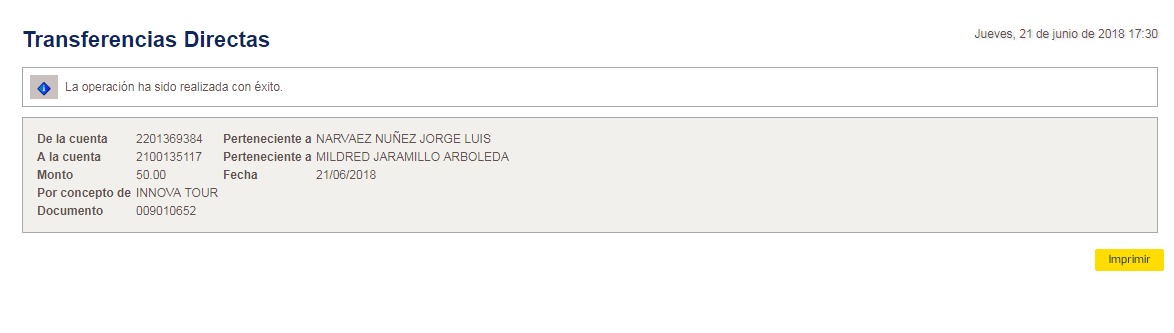 Transferencias Directas
Jueves, 21 de junio de 2018 17:30
La operación ha sido realizada con éxito.
De la cuenta 2201369384 Perteneciente a NARVAEZ NUÑEZ JORGE LUIS
A la cuenta 2100135117 Perteneciente a MILDRED JARAMILLO ARBOLEDA
Monto 50.00 Fecha 21/06/2018
Por concepto de INNOVA TOUR
Documento 009010652
Imprimir